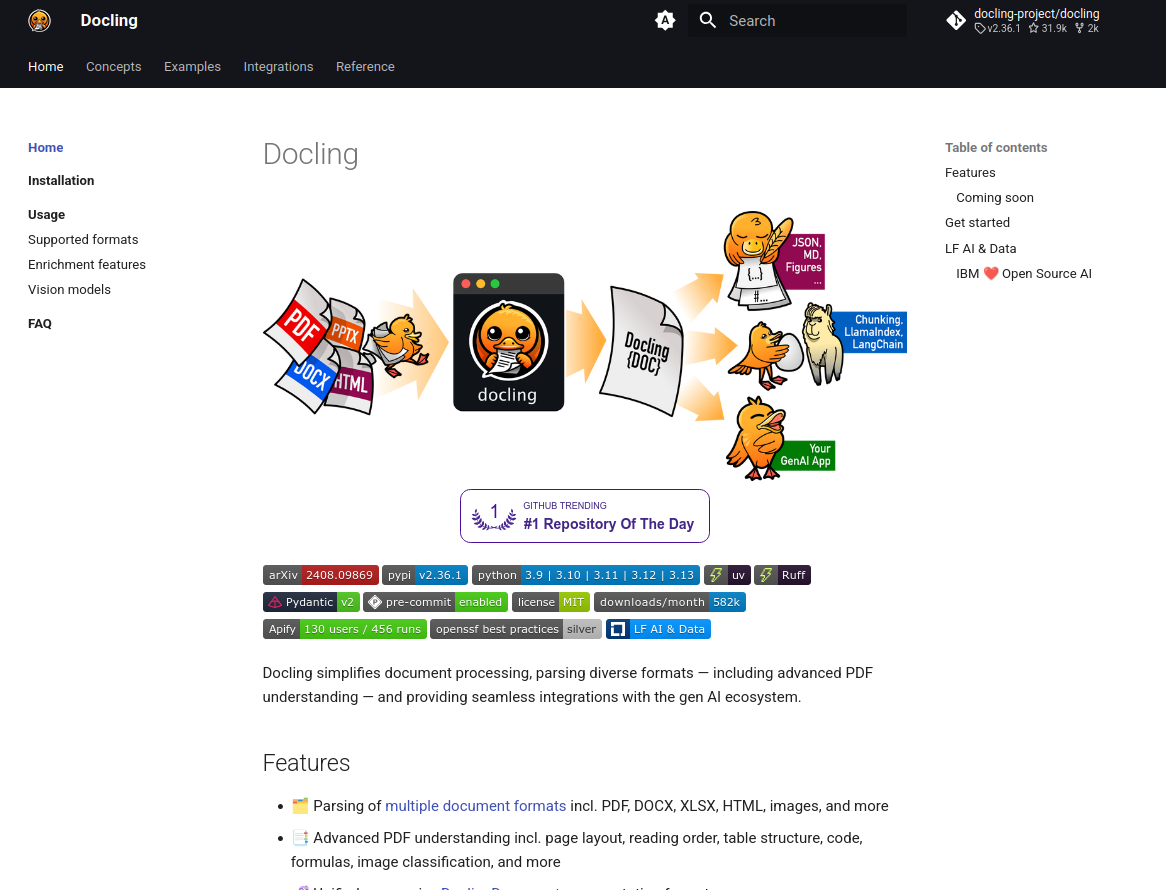 Docling
A
Search
docling-project/docling
v2.36.1 31.9k 2k
Home Concepts Examples Integrations Reference
Home
Installation
Usage
Supported formats
Enrichment features
Vision models
FAQ
Docling
PDF
PPTX
DOCX
HTML
docling
Docling
{DOC}
{...}
#...
JSON,
MD,
Figures
...
Chunking,
LlamaIndex,
LangChain
Your
GenAI App
1
GITHUB TRENDING
#1 Repository Of The Day
arXiv 2408.09869 pypi v2.36.1 python 3.9 | 3.10 | 3.11 | 3.12 | 3.13 uv Ruff
Pydantic v2 pre-commit enabled license MIT downloads/month 582k
Apify 130 users / 456 runs openssf best practices silver LF AI & Data
Docling simplifies document processing, parsing diverse formats — including advanced PDF
understanding — and providing seamless integrations with the gen AI ecosystem.
Features
• 🗂️ Parsing of multiple document formats incl. PDF, DOCX, XLSX, HTML, images, and more
• 📑 Advanced PDF understanding incl. page layout, reading order, table structure, code,
formulas, image classification, and more
Table of contents
Features
Coming soon
Get started
LF AI & Data
IBM ❤️ Open Source AI